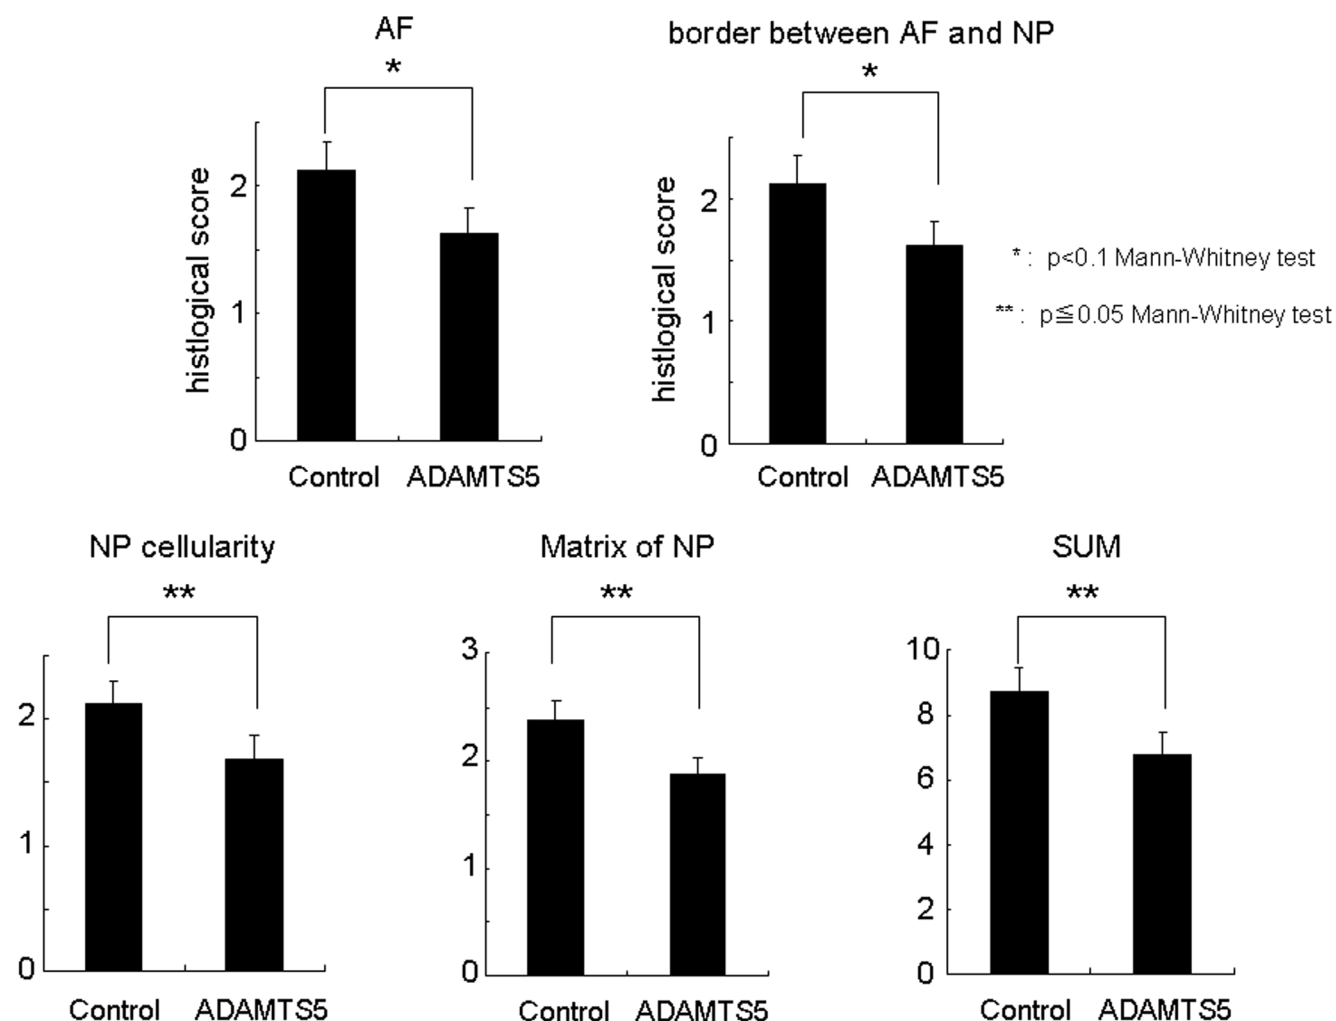 AF
*
histlogical score
2
1
0
Control ADAMTS5
border between AF and NP
*
histlogical score
2
1
0
Control ADAMTS5
* : p<0.1 Mann-Whitney test
** : p≦0.05 Mann-Whitney test
NP cellularity
**
2
1
0
Control ADAMTS5
Matrix of NP
**
3
2
1
0
Control ADAMTS5
SUM
**
10
8
6
4
2
0
Control ADAMTS5